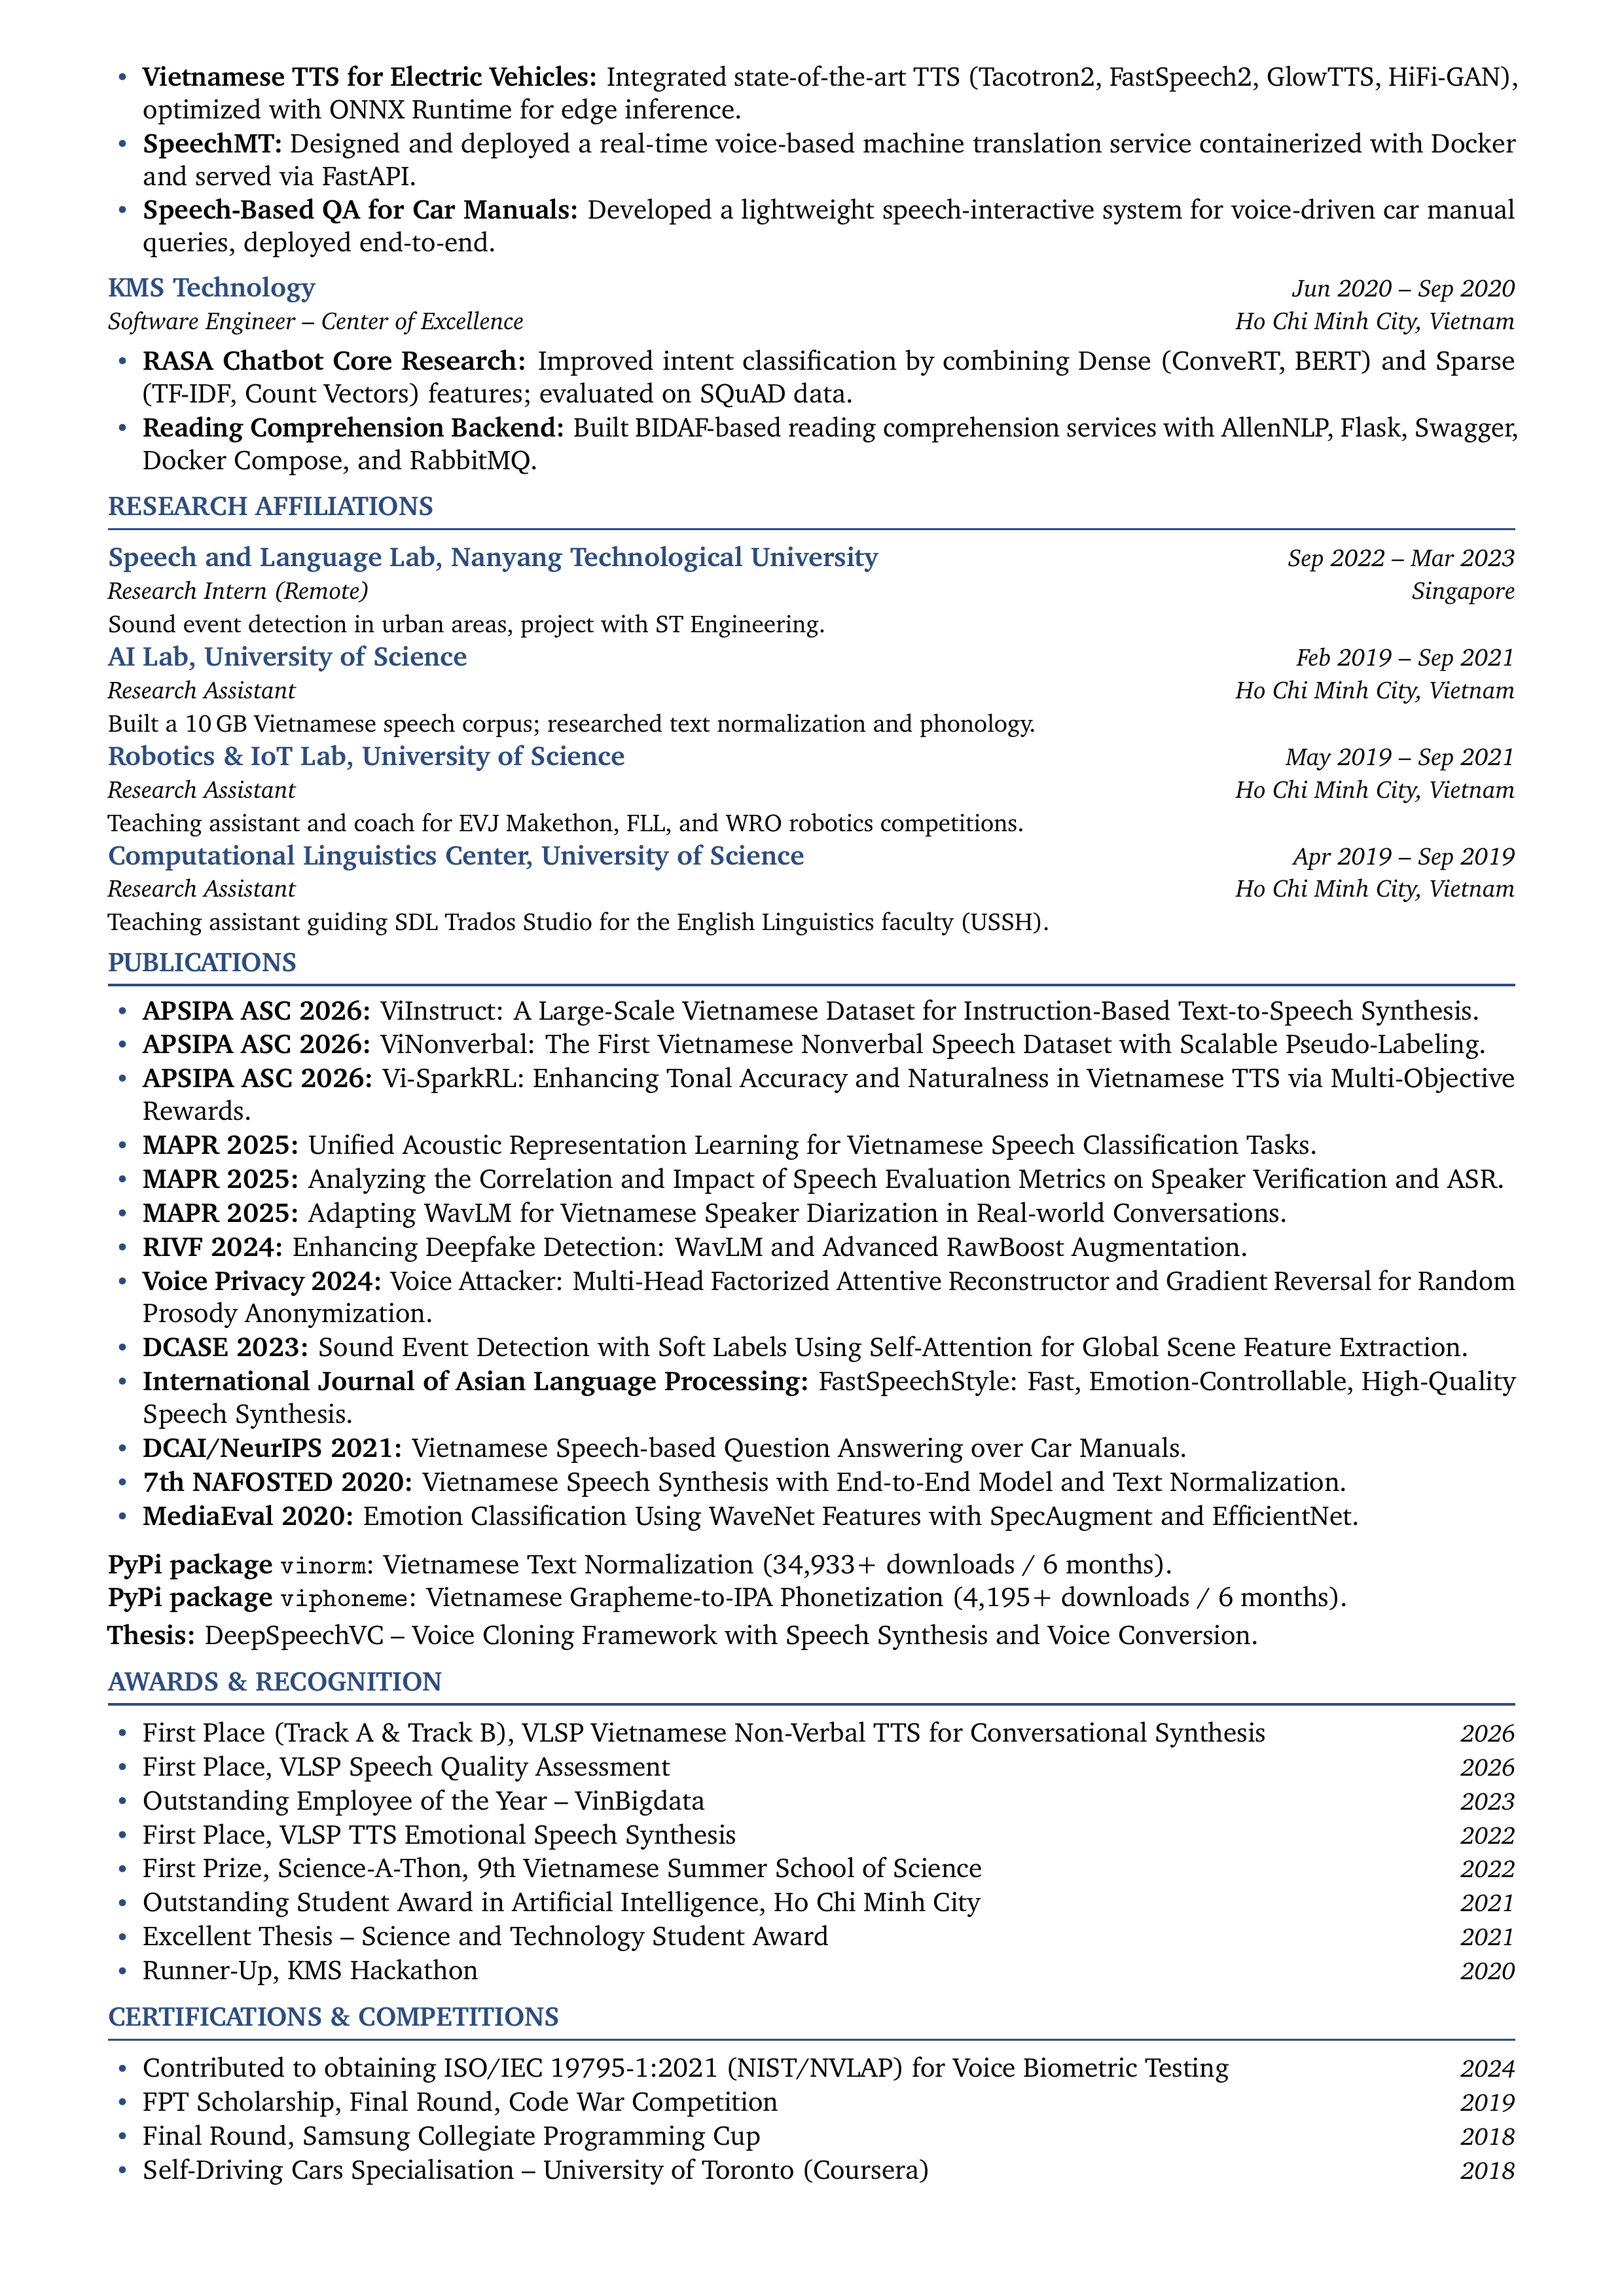 • Vietnamese TTS for Electric Vehicles: Integrated state-of-the-art TTS (Tacotron2, FastSpeech2, GlowTTS, HiFi-GAN),
optimized with ONNX Runtime for edge inference.
• SpeechMT: Designed and deployed a real-time voice-based machine translation service containerized with Docker
and served via FastAPI.
• Speech-Based QA for Car Manuals: Developed a lightweight speech-interactive system for voice-driven car manual
queries, deployed end-to-end.
KMS Technology Jun 2020 – Sep 2020
Software Engineer – Center of Excellence Ho Chi Minh City, Vietnam
• RASA Chatbot Core Research: Improved intent classification by combining Dense (ConveRT, BERT) and Sparse
(TF-IDF, Count Vectors) features; evaluated on SQuAD data.
• Reading Comprehension Backend: Built BIDAF-based reading comprehension services with AllenNLP, Flask, Swagger,
Docker Compose, and RabbitMQ.
RESEARCH AFFILIATIONS
Speech and Language Lab, Nanyang Technological University Sep 2022 – Mar 2023
Research Intern (Remote) Singapore
Sound event detection in urban areas, project with ST Engineering.
AI Lab, University of Science Feb 2019 – Sep 2021
Research Assistant Ho Chi Minh City, Vietnam
Built a 10 GB Vietnamese speech corpus; researched text normalization and phonology.
Robotics & IoT Lab, University of Science May 2019 – Sep 2021
Research Assistant Ho Chi Minh City, Vietnam
Teaching assistant and coach for EVJ Makethon, FLL, and WRO robotics competitions.
Computational Linguistics Center, University of Science Apr 2019 – Sep 2019
Research Assistant Ho Chi Minh City, Vietnam
Teaching assistant guiding SDL Trados Studio for the English Linguistics faculty (USSH).
PUBLICATIONS
• APSIPA ASC 2026: ViInstruct: A Large-Scale Vietnamese Dataset for Instruction-Based Text-to-Speech Synthesis.
• APSIPA ASC 2026: ViNonverbal: The First Vietnamese Nonverbal Speech Dataset with Scalable Pseudo-Labeling.
• APSIPA ASC 2026: Vi-SparkRL: Enhancing Tonal Accuracy and Naturalness in Vietnamese TTS via Multi-Objective
Rewards.
• MAPR 2025: Unified Acoustic Representation Learning for Vietnamese Speech Classification Tasks.
• MAPR 2025: Analyzing the Correlation and Impact of Speech Evaluation Metrics on Speaker Verification and ASR.
• MAPR 2025: Adapting WavLM for Vietnamese Speaker Diarization in Real-world Conversations.
• RIVF 2024: Enhancing Deepfake Detection: WavLM and Advanced RawBoost Augmentation.
• Voice Privacy 2024: Voice Attacker: Multi-Head Factorized Attentive Reconstructor and Gradient Reversal for Random
Prosody Anonymization.
• DCASE 2023: Sound Event Detection with Soft Labels Using Self-Attention for Global Scene Feature Extraction.
• International Journal of Asian Language Processing: FastSpeechStyle: Fast, Emotion-Controllable, High-Quality
Speech Synthesis.
• DCAI/NeurIPS 2021: Vietnamese Speech-based Question Answering over Car Manuals.
• 7th NAFOSTED 2020: Vietnamese Speech Synthesis with End-to-End Model and Text Normalization.
• MediaEval 2020: Emotion Classification Using WaveNet Features with SpecAugment and EfficientNet.
PyPi package vinorm: Vietnamese Text Normalization (34,933+ downloads / 6 months).
PyPi package viphoneme: Vietnamese Grapheme-to-IPA Phonetization (4,195+ downloads / 6 months).
Thesis: DeepSpeechVC – Voice Cloning Framework with Speech Synthesis and Voice Conversion.
AWARDS & RECOGNITION
• First Place (Track A & Track B), VLSP Vietnamese Non-Verbal TTS for Conversational Synthesis 2026
• First Place, VLSP Speech Quality Assessment 2026
• Outstanding Employee of the Year – VinBigdata 2023
• First Place, VLSP TTS Emotional Speech Synthesis 2022
• First Prize, Science-A-Thon, 9th Vietnamese Summer School of Science 2022
• Outstanding Student Award in Artificial Intelligence, Ho Chi Minh City 2021
• Excellent Thesis – Science and Technology Student Award 2021
• Runner-Up, KMS Hackathon 2020
CERTIFICATIONS & COMPETITIONS
• Contributed to obtaining ISO/IEC 19795-1:2021 (NIST/NVLAP) for Voice Biometric Testing 2024
• FPT Scholarship, Final Round, Code War Competition 2019
• Final Round, Samsung Collegiate Programming Cup 2018
• Self-Driving Cars Specialisation – University of Toronto (Coursera) 2018